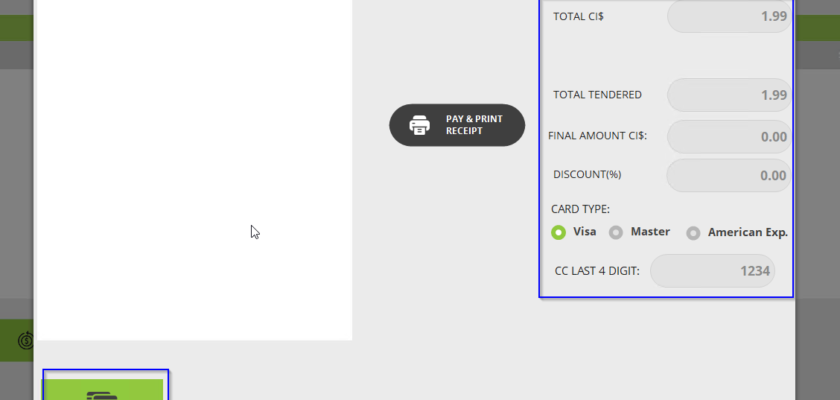 TOTAL CI$ 1.99
TOTAL TENDERED 1.99
PAY & PRINT
RECEIPT
FINAL AMOUNT CI$: 0.00
DISCOUNT(%) 0.00
CARD TYPE:
Visa Master American Exp.
CC LAST 4 DIGIT: 1234